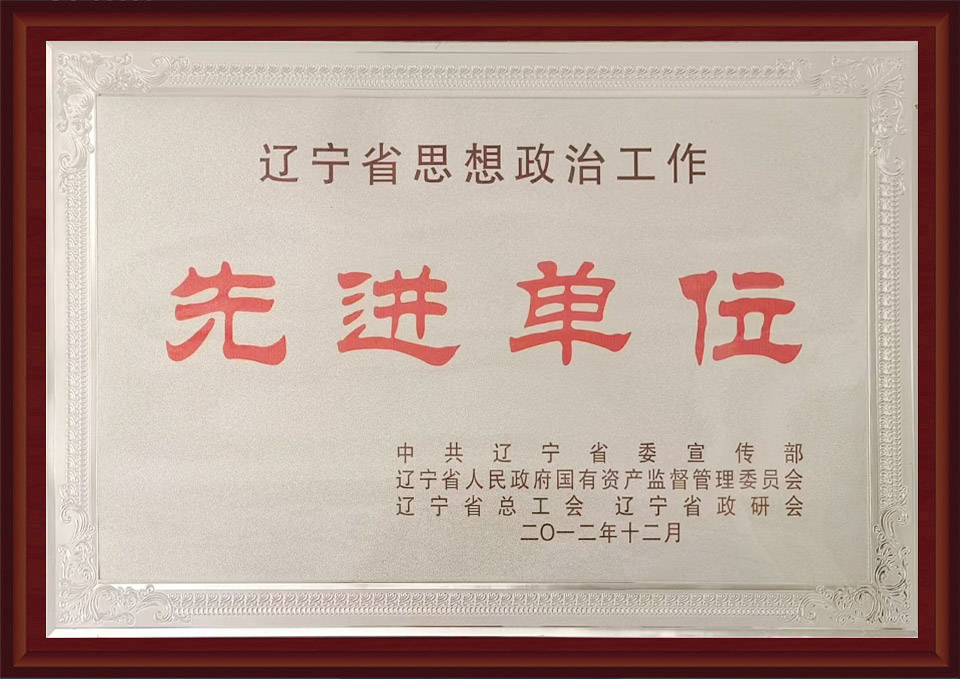 辽宁省思想政治工作
先进单位
中共辽宁省委宣传部
辽宁省人民政府国有资产监督管理委员会
辽宁省总工会 辽宁省政研会
二〇一二年十二月